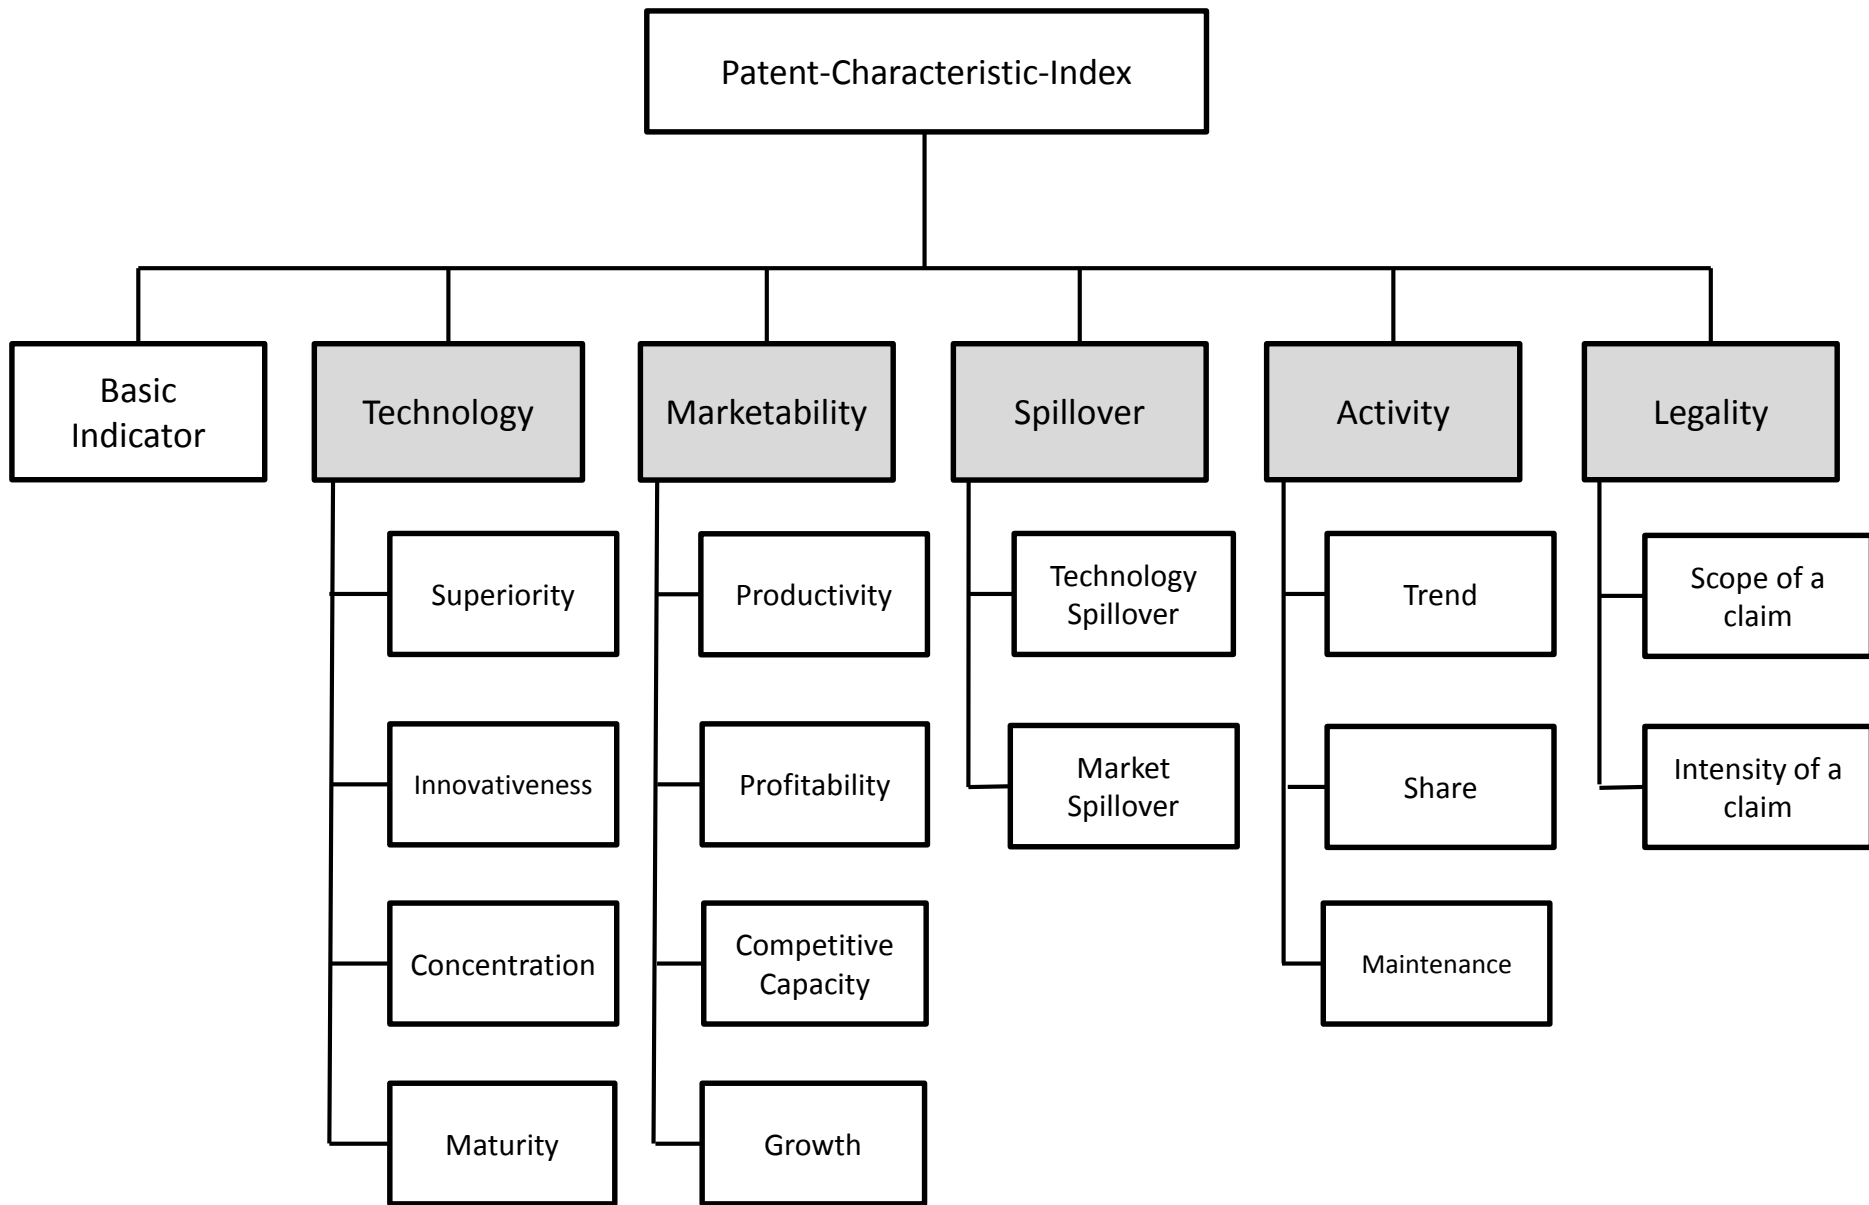 Patent-Characteristic-Index
Basic
Indicator
Technology
Marketability
Spillover
Activity
Legality
Superiority
Productivity
Technology
Spillover
Trend
Scope of a
claim
Innovativeness
Profitability
Market
Spillover
Share
Intensity of a
claim
Concentration
Competitive
Capacity
Maintenance
Maturity
Growth